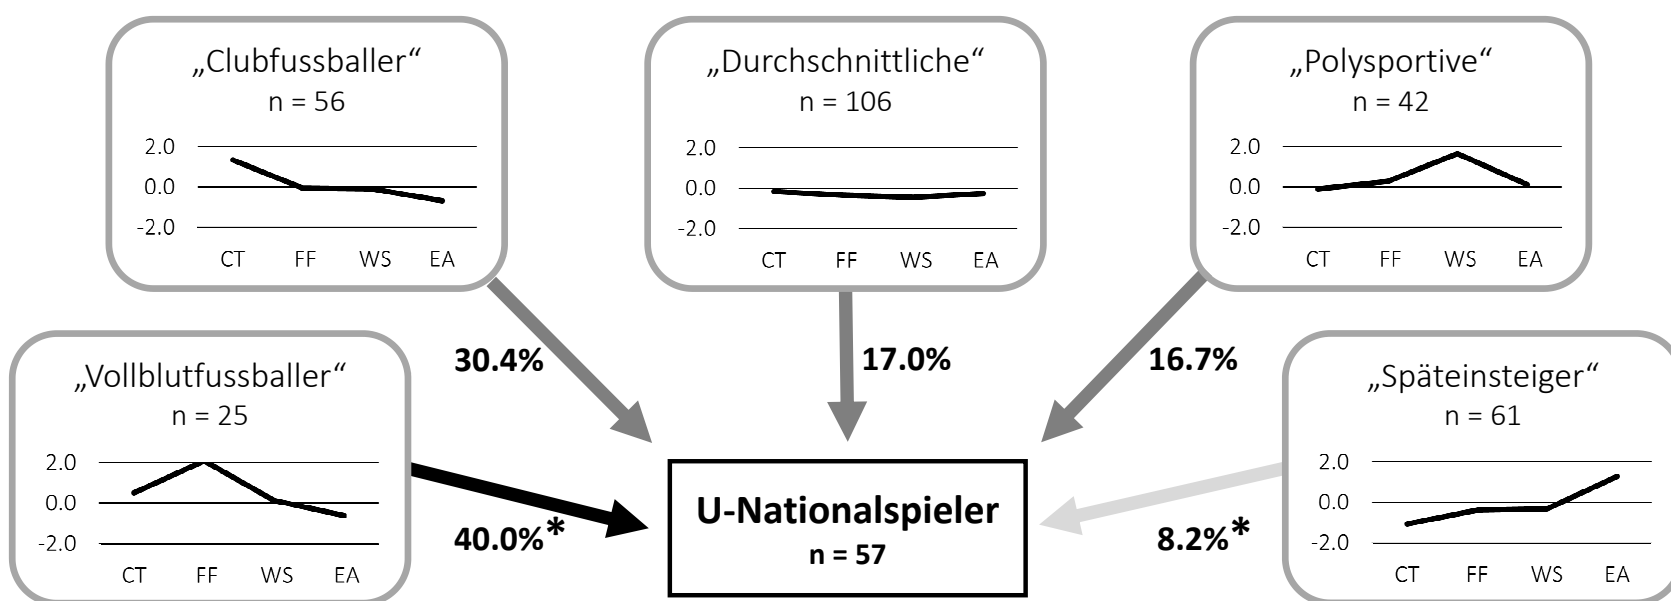 „Clubfussballer“
n = 56
2.0
0.0
-2.0
CT FF WS EA
„Durchschnittliche“
n = 106
2.0
0.0
-2.0
CT FF WS EA
„Polysportive“
n = 42
2.0
0.0
-2.0
CT FF WS EA
30.4%
17.0%
16.7%
„Vollblutfussballer“
n = 25
2.0
0.0
-2.0
CT FF WS EA
40.0%*
U-Nationalspieler
n = 57
8.2%*
„Späteinsteiger“
n = 61
2.0
0.0
-2.0
CT FF WS EA